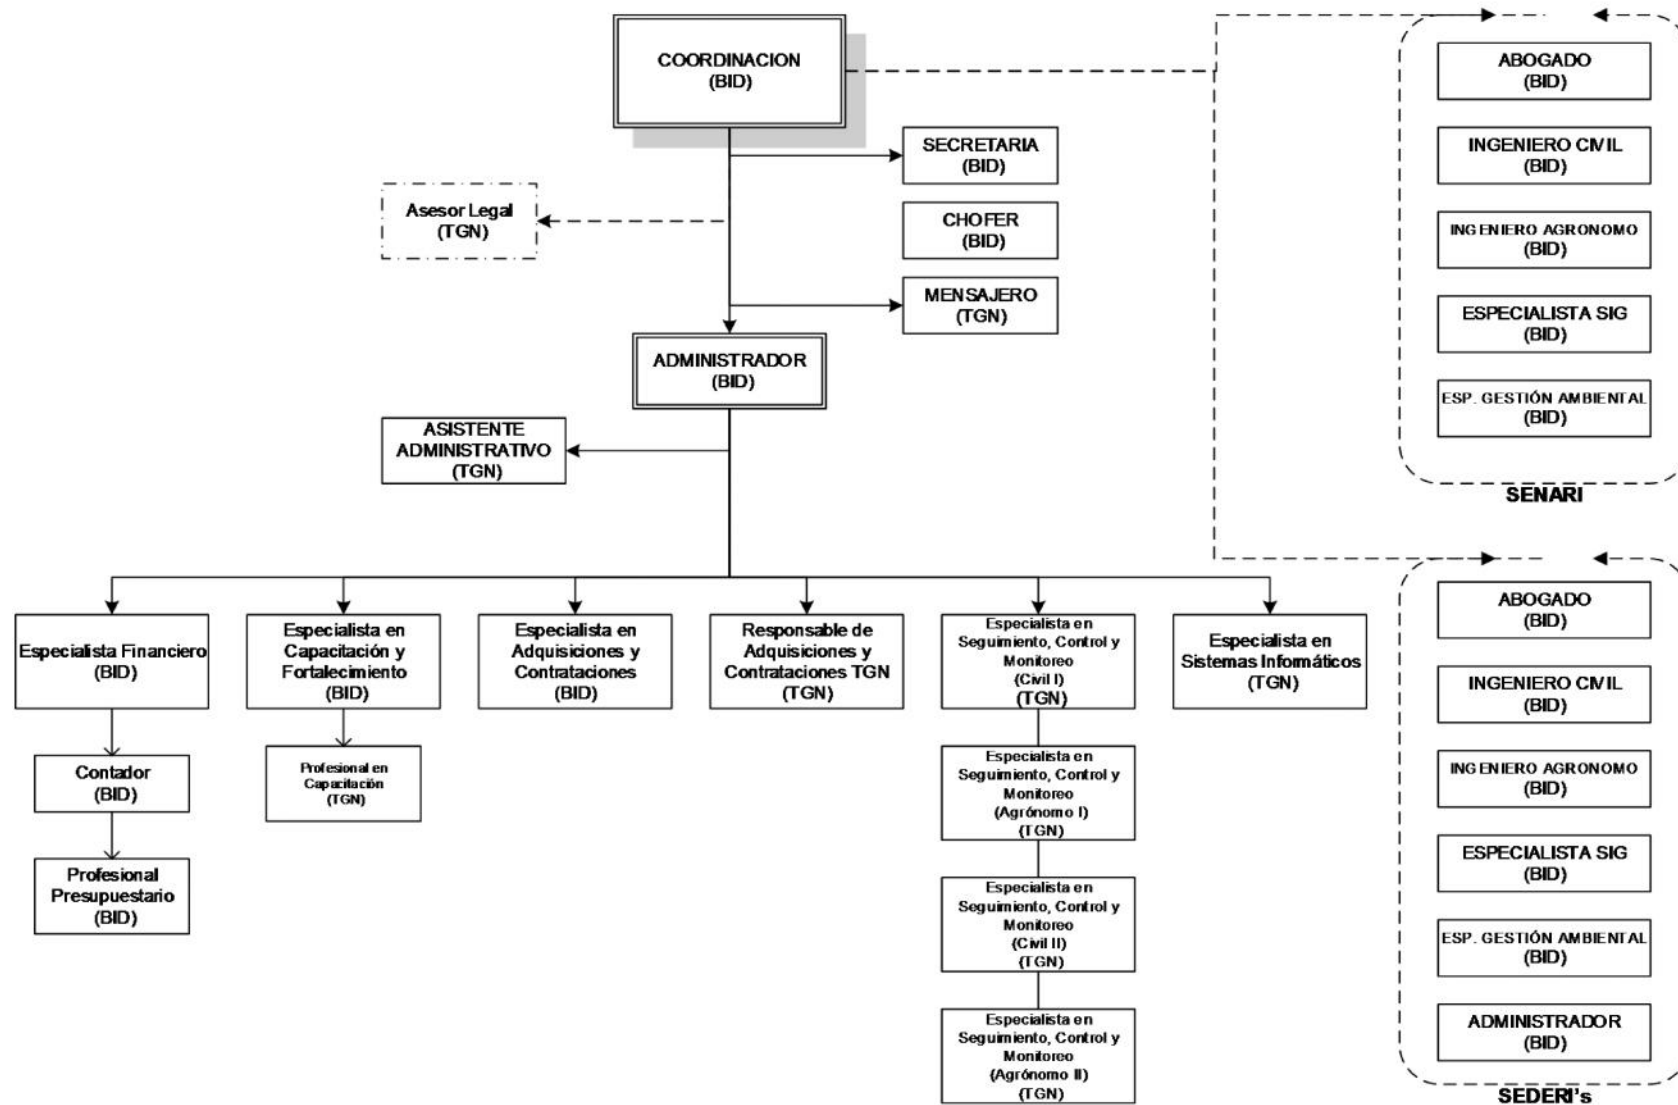 COORDINACION
(BID)
SECRETARIA
(BID)
Asesor Legal
(TGN)
CHOFER
(BID)
MENSAJERO
(TGN)
ADMINISTRADOR
(BID)
ASISTENTE
ADMINISTRATIVO
(TGN)
Especialista Financiero
(BID)
Contador
(BID)
Profesional
Presupuestario
(BID)
Especialista en
Capacitación y
Fortalecimiento
(BID)
Profesional en
Capacitación
(TGN)
Especialista en
Adquisiciones y
Contrataciones
(BID)
Responsable de
Adquisiciones y
Contrataciones TGN
(TGN)
Especialista en
Seguimiento, Control y
Monitoreo
(Civil I)
(TGN)
Especialista en
Seguimiento, Control y
Monitoreo
(Agrónomo I)
(TGN)
Especialista en
Seguimiento, Control y
Monitoreo
(Civil II)
(TGN)
Especialista en
Seguimiento, Control y
Monitoreo
(Agrónomo II)
(TGN)
Especialista en
Sistemas Informáticos
(TGN)
ABOGADO
(BID)
INGENIERO CIVIL
(BID)
INGENIERO AGRONOMO
(BID)
ESPECIALISTA SIG
(BID)
ESP. GESTIÓN AMBIENTAL
(BID)
SENARI
ABOGADO
(BID)
INGENIERO CIVIL
(BID)
INGENIERO AGRONOMO
(BID)
ESPECIALISTA SIG
(BID)
ESP. GESTIÓN AMBIENTAL
(BID)
ADMINISTRADOR
(BID)
SEDERI's